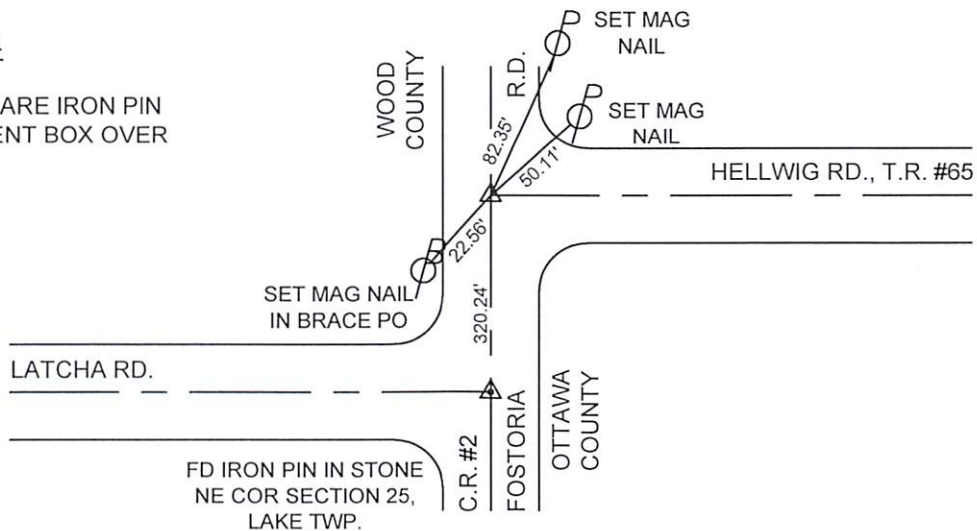 SET MAG
NAIL
ARE IRON PIN
ENT BOX OVER
WOOD
COUNTY
R.D.
82.35'
SET MAG
NAIL
50.11'
HELLWIG RD., T.R. #65
22.56'
SET MAG NAIL
IN BRACE PO
320.24'
LATCHA RD.
C.R. #2
FOSTORIA
OTTAWA
COUNTY
FD IRON PIN IN STONE
NE COR SECTION 25,
LAKE TWP.